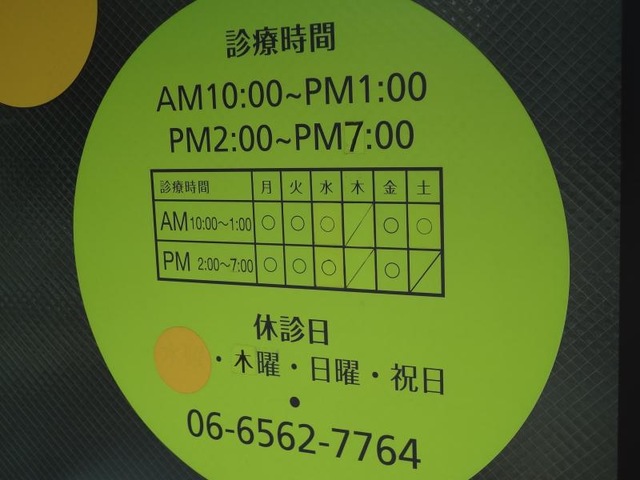 診療時間
AM10:00~PM1:00
PM2:00~PM7:00
診療時間 月 火 水 木 金 土
AM 10:00〜1:00 ○ ○ ○ ／ ○ ○
PM 2:00〜7:00 ○ ○ ○ ／ ○ ／
休診日
・木曜・日曜・祝日
●
06-6562-7764